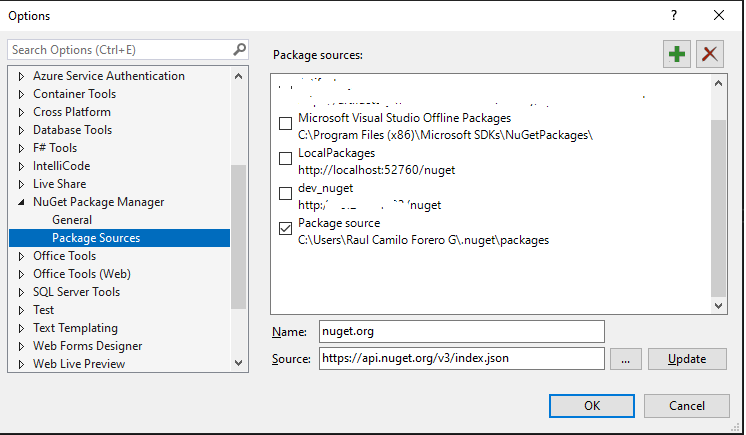 Options
Search Options (Ctrl+E)
Azure Service Authentication
Container Tools
Cross Platform
Database Tools
F# Tools
IntelliCode
Live Share
NuGet Package Manager
General
Package Sources
Office Tools
Office Tools (Web)
SQL Server Tools
Test
Text Templating
Web Forms Designer
Web Live Preview
Package sources:
Microsoft Visual Studio Offline Packages
C:\Program Files (x86)\Microsoft SDKs\NuGetPackages\
LocalPackages
http://localhost:52760/nuget
dev_nuget
http:/ /nuget
Package source
C:\Users\Raul Camilo Forero G\.nuget\packages
Name: nuget.org
Source: https://api.nuget.org/v3/index.json ... Update
OK Cancel